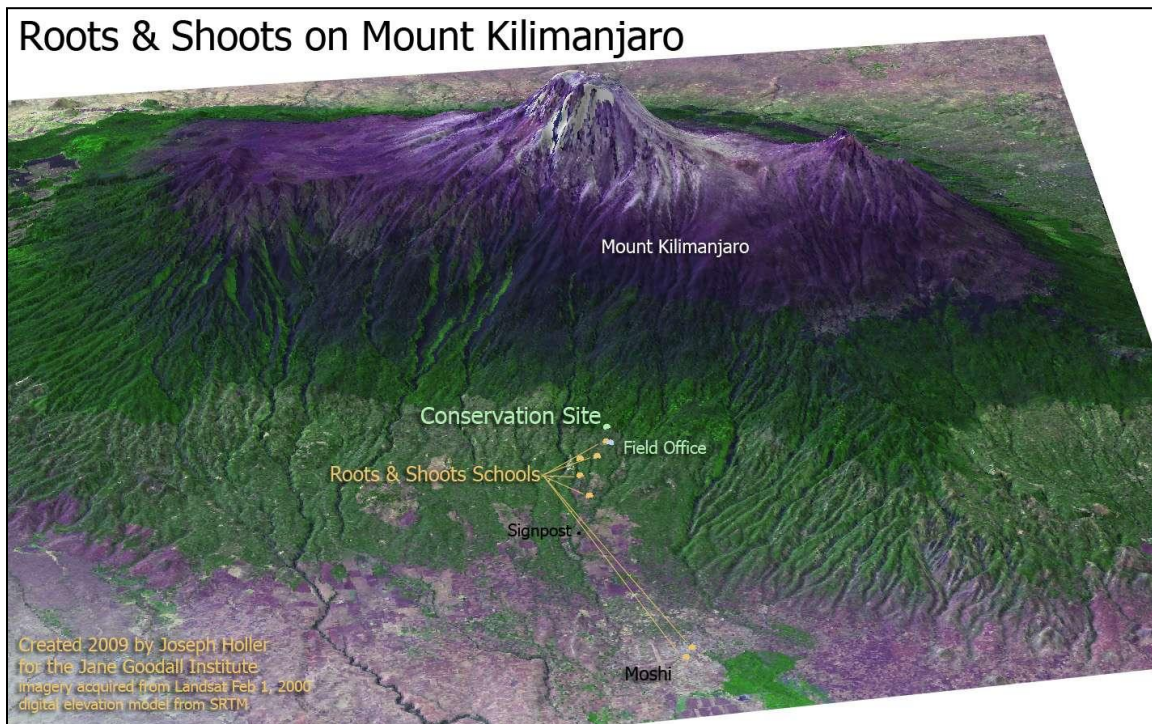 Roots & Shoots on Mount Kilimanjaro
Mount Kilimanjaro
Conservation Site
Field Office
Roots & Shoots Schools
Signpost
Moshi
Created 2009 by Joseph Holler
for the Jane Goodall Institute
imagery acquired from Landsat Feb 1, 2000
digital elevation model from SRTM